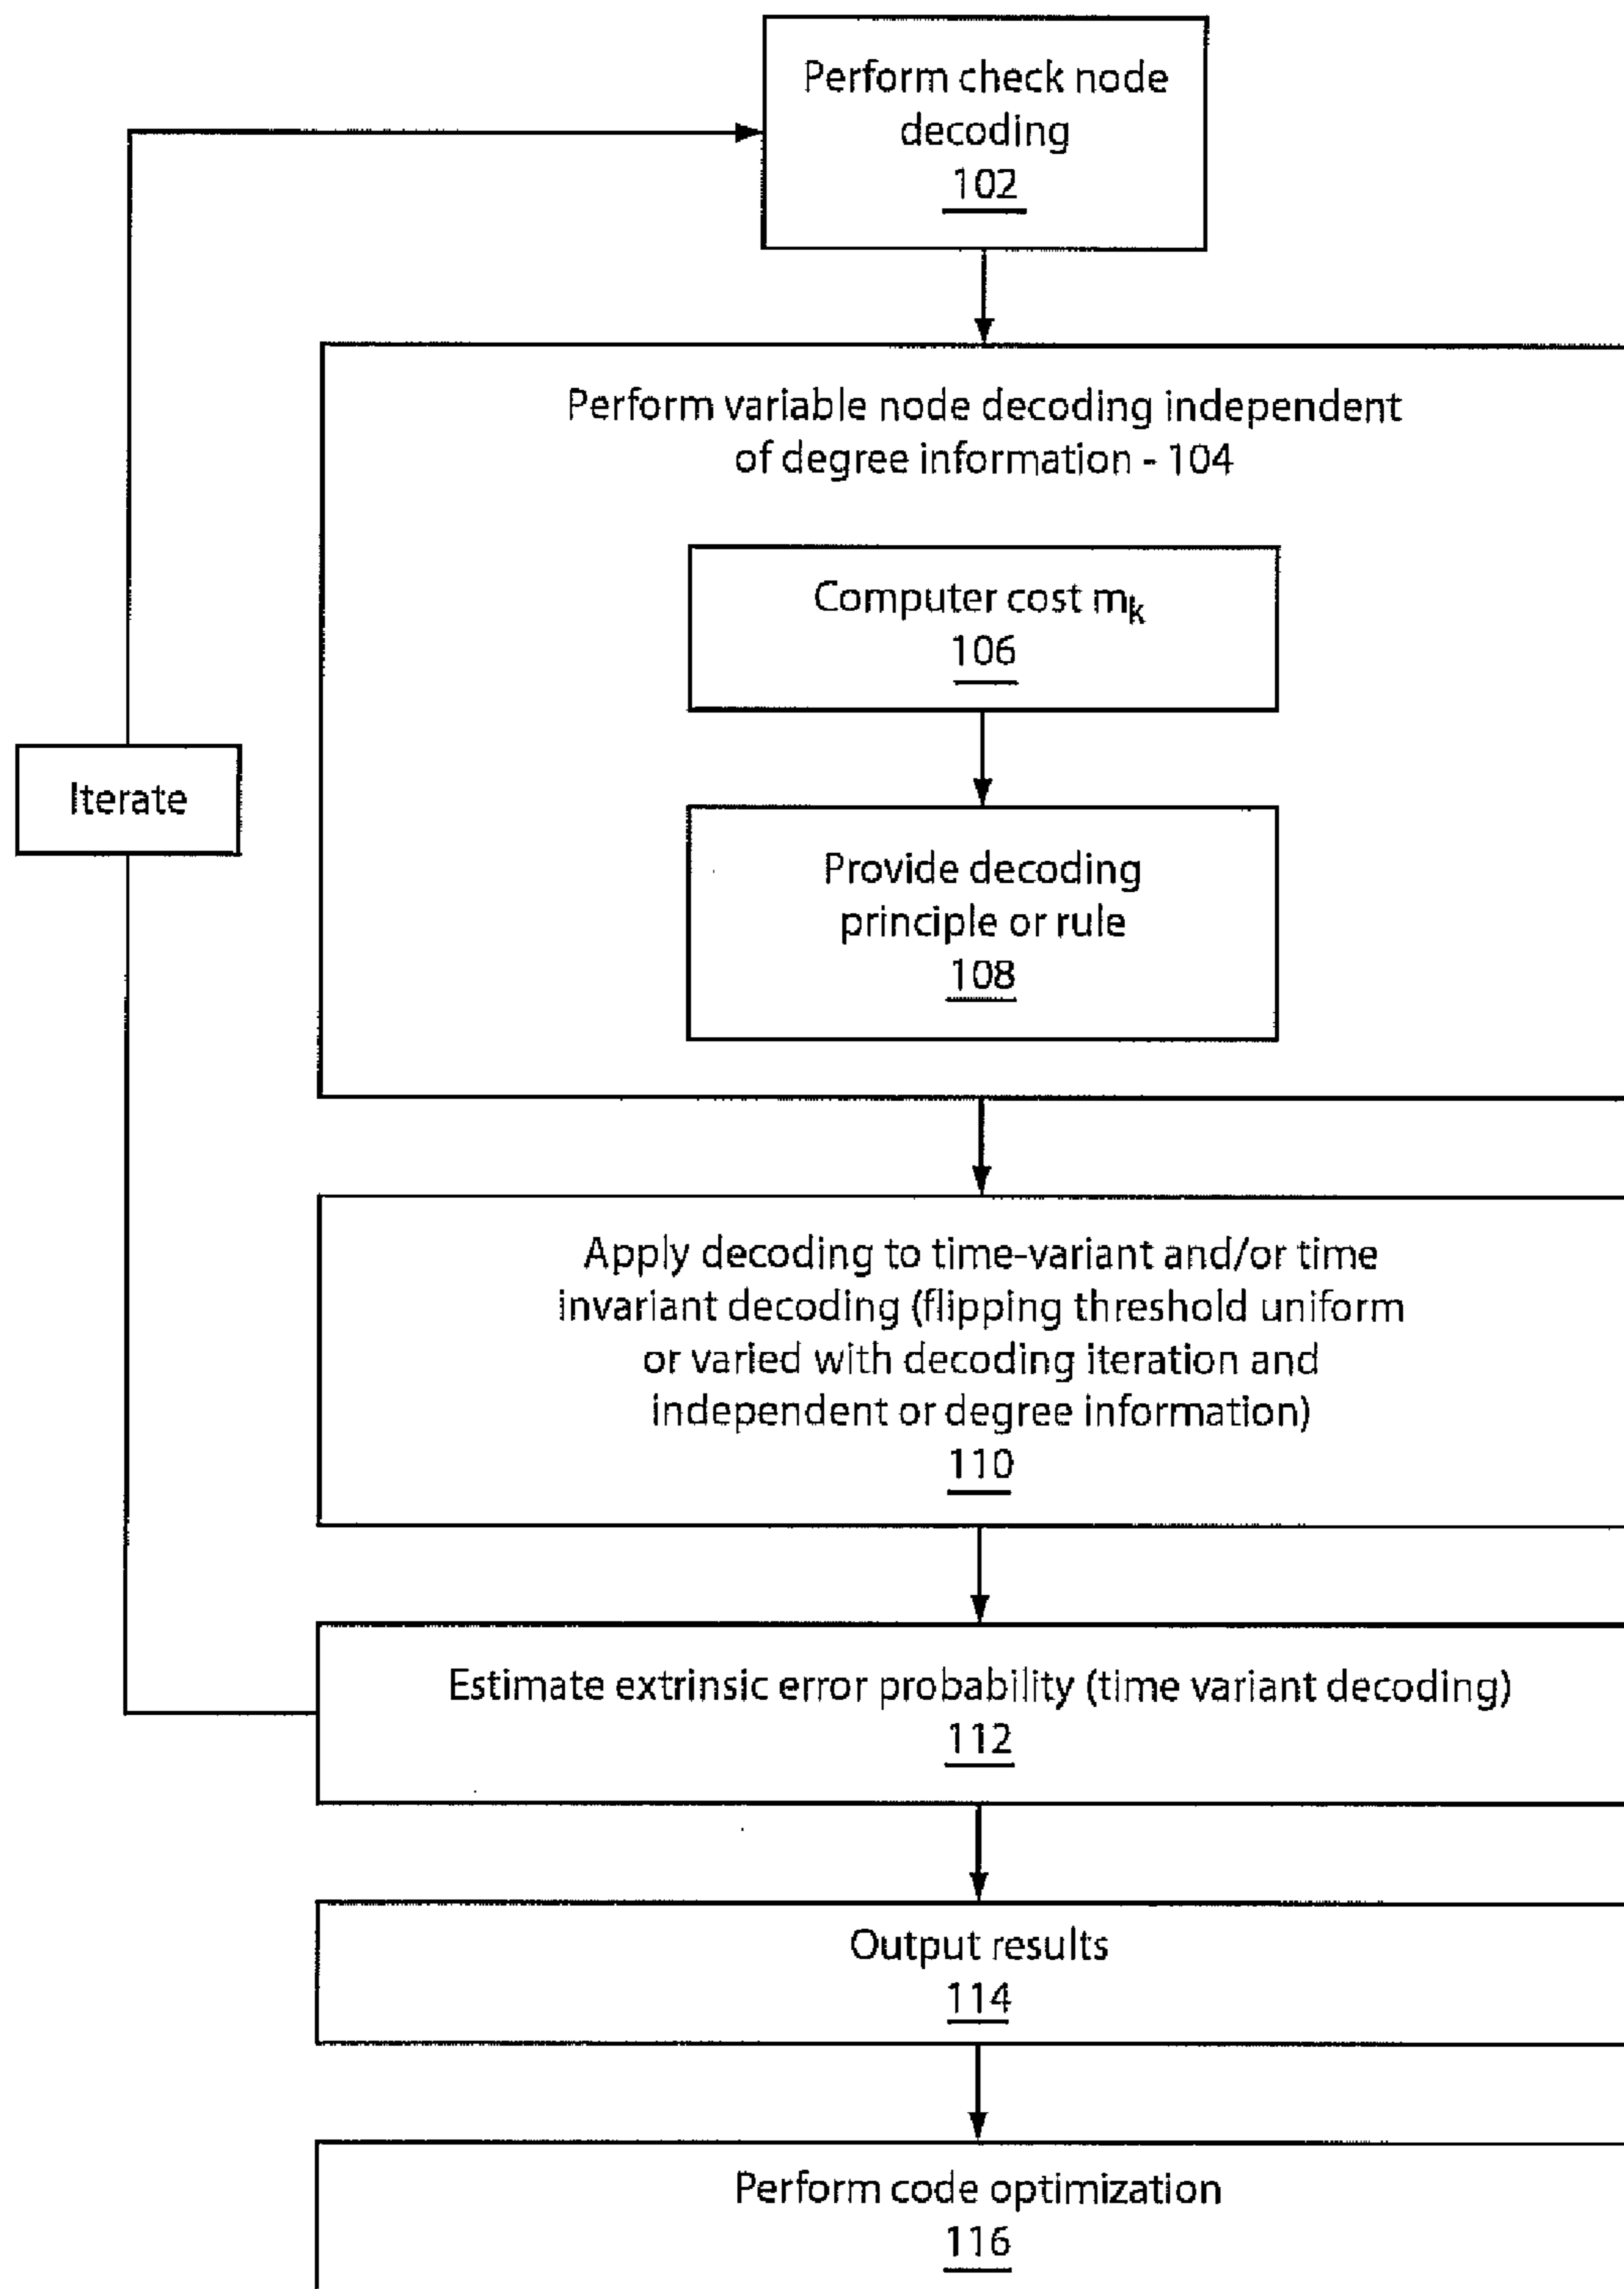 Perform check node
decoding
102
Perform variable node decoding independent
of degree information - 104
Computer cost mk
106
Iterate
Provide decoding
principle or rule
108
Apply decoding to time-variant and/or time
invariant decoding (flipping threshold uniform
or varied with decoding iteration and
independent or degree information)
110
Estimate extrinsic error probability (time variant decoding)
112
Output results
114
Perform code optimization
116